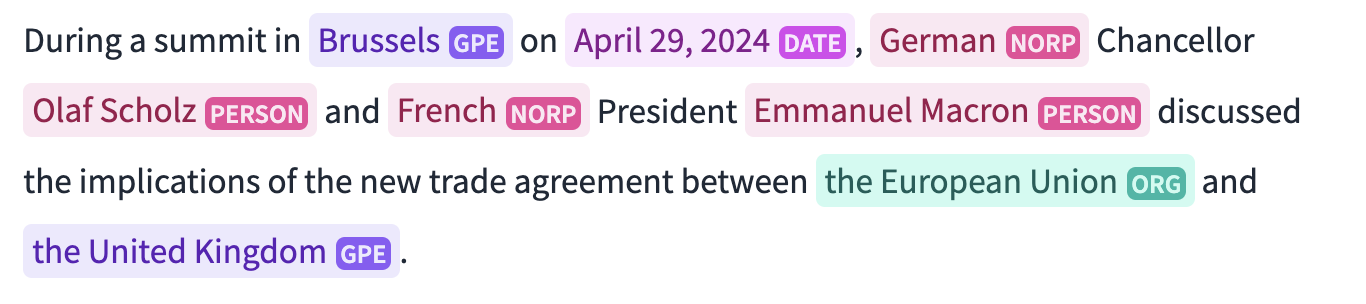 During a summit in Brussels GPE on April 29, 2024 DATE , German NORP Chancellor
Olaf Scholz PERSON and French NORP President Emmanuel Macron PERSON discussed
the implications of the new trade agreement between the European Union ORG and
the United Kingdom GPE .